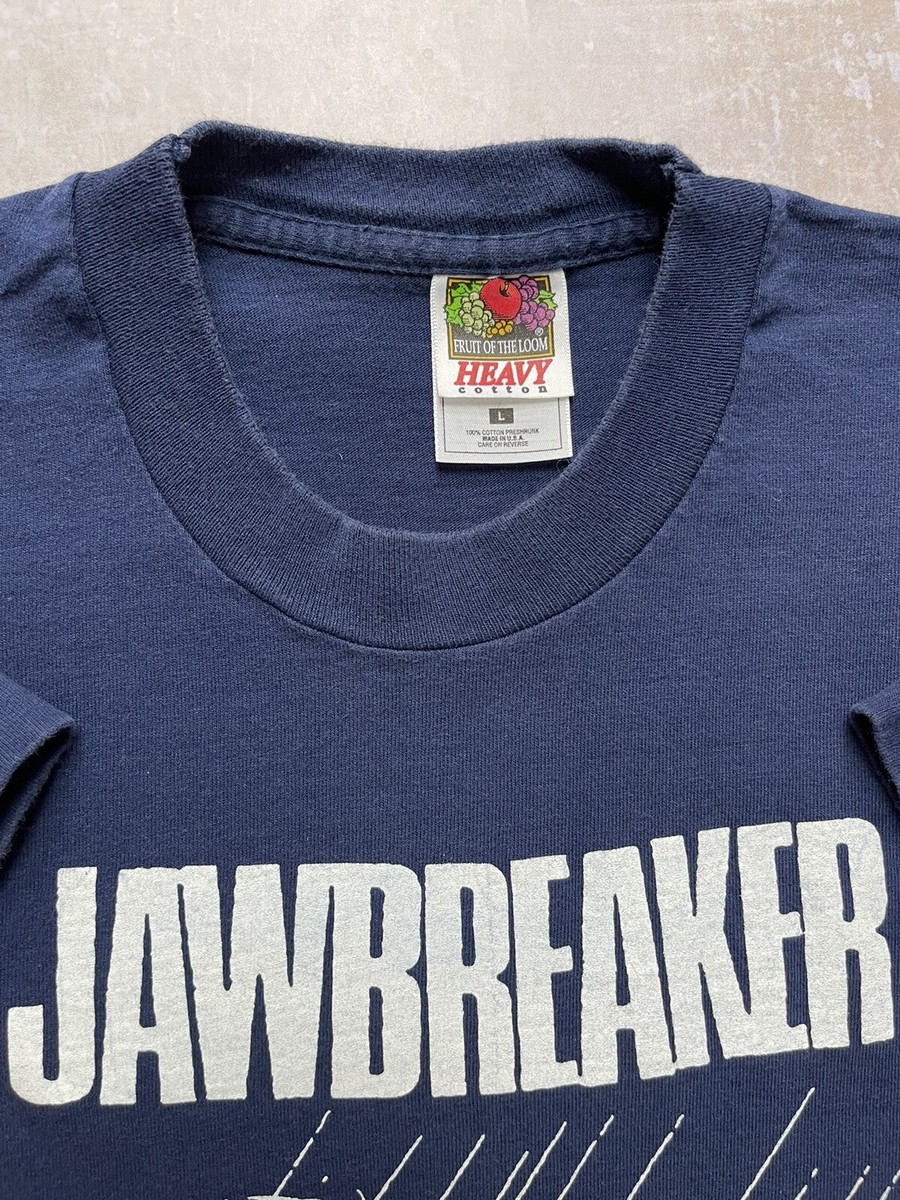 FRUIT OF THE LOOM ®
HEAVY
cotton
L
100% COTTON PRESHRUNK
MADE IN U.S.A.
CARE ON REVERSE
JAWBREAKER